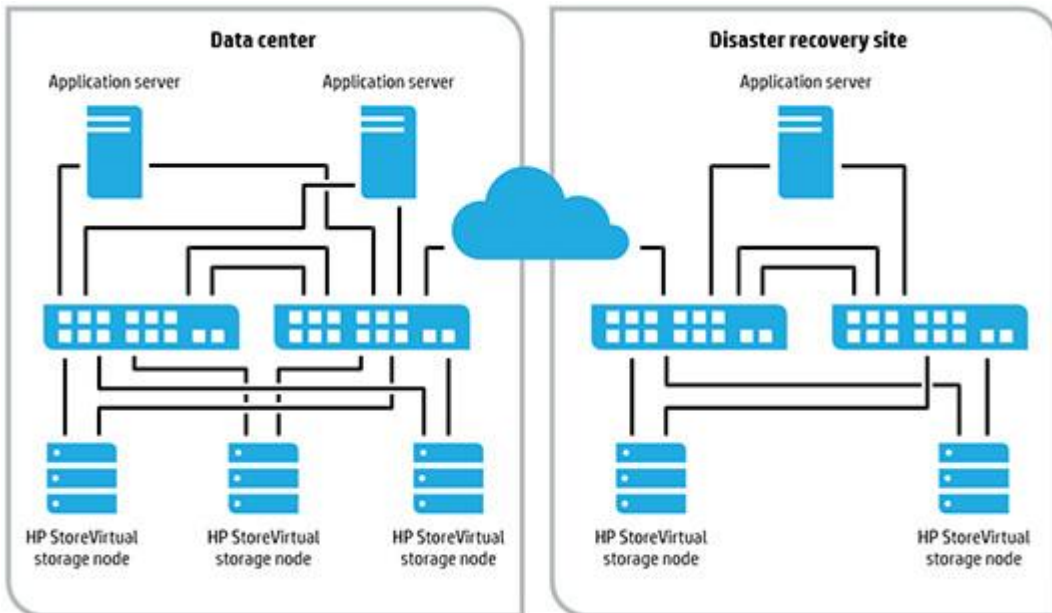 Data center
Disaster recovery site
Application server
Application server
Application server
HP StoreVirtual
storage node
HP StoreVirtual
storage node
HP StoreVirtual
storage node
HP StoreVirtual
storage node
HP StoreVirtual
storage node